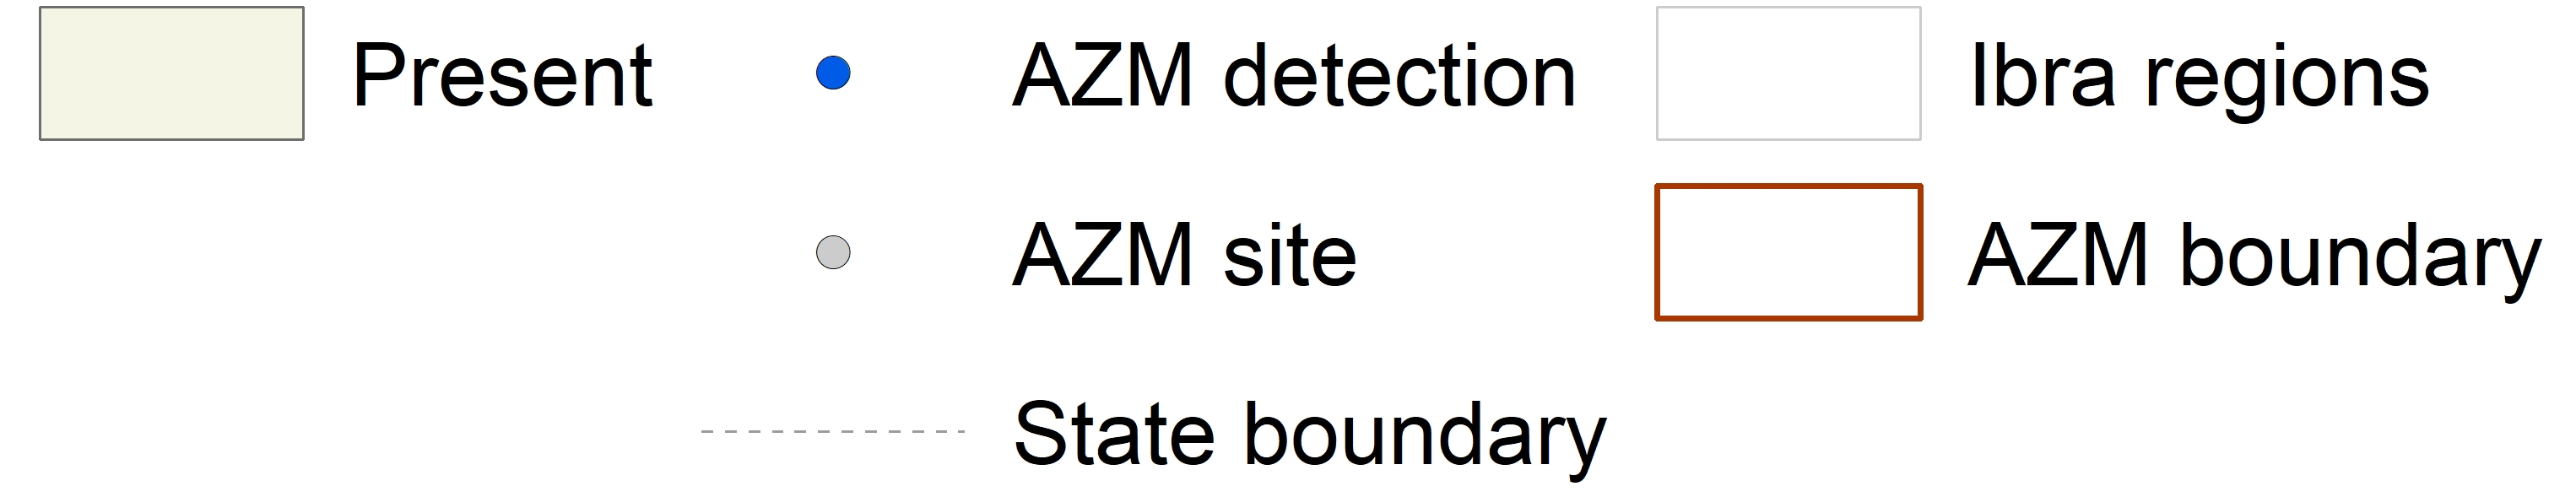 Present
AZM detection
Ibra regions
AZM site
AZM boundary
State boundary